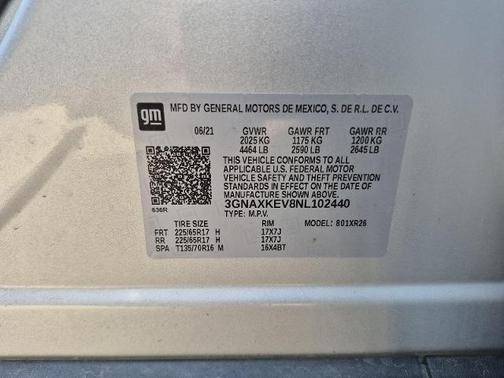 gm
MFD BY GENERAL MOTORS DE MEXICO, S. DE R.L. DE C.V.
06/21 GVWR GAWR FRT GAWR RR
2025 KG 1175 KG 1200 KG
4464 LB 2590 LB 2645 LB
THIS VEHICLE CONFORMS TO ALL
APPLICABLE U.S. FEDERAL MOTOR
VEHICLE SAFETY AND THEFT PREVENTION
STANDARDS IN EFFECT ON THE DATE OF
MANUFACTURE SHOWN ABOVE.
636R 3GNAXKEV8NL102440
TYPE: M.P.V. MODEL: 801XR26
TIRE SIZE RIM
FRT 225/65R17 H 17X7J
RR 225/65R17 H 17X7J
SPA T135/70R16 M 16X4BT